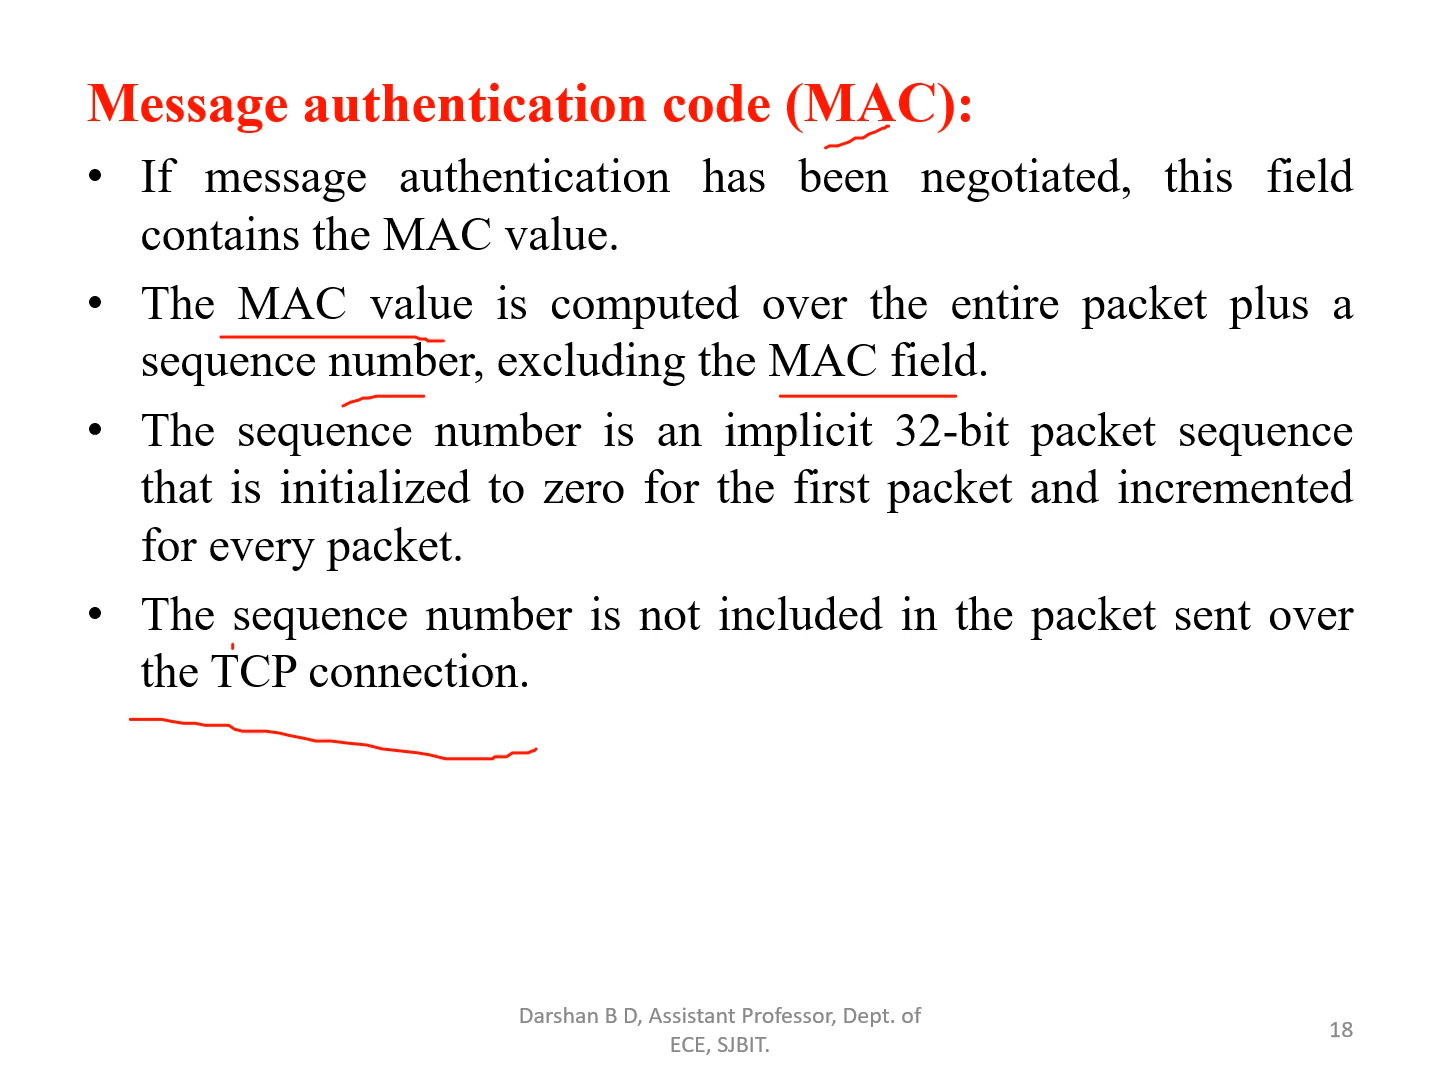 Message authentication code (MAC):
• If message authentication has been negotiated, this field
contains the MAC value.
• The MAC value is computed over the entire packet plus a
sequence number, excluding the MAC field.
• The sequence number is an implicit 32-bit packet sequence
that is initialized to zero for the first packet and incremented
for every packet.
• The sequence number is not included in the packet sent over
the TCP connection.
Darshan B D, Assistant Professor, Dept. of
ECE, SJBIT.
18